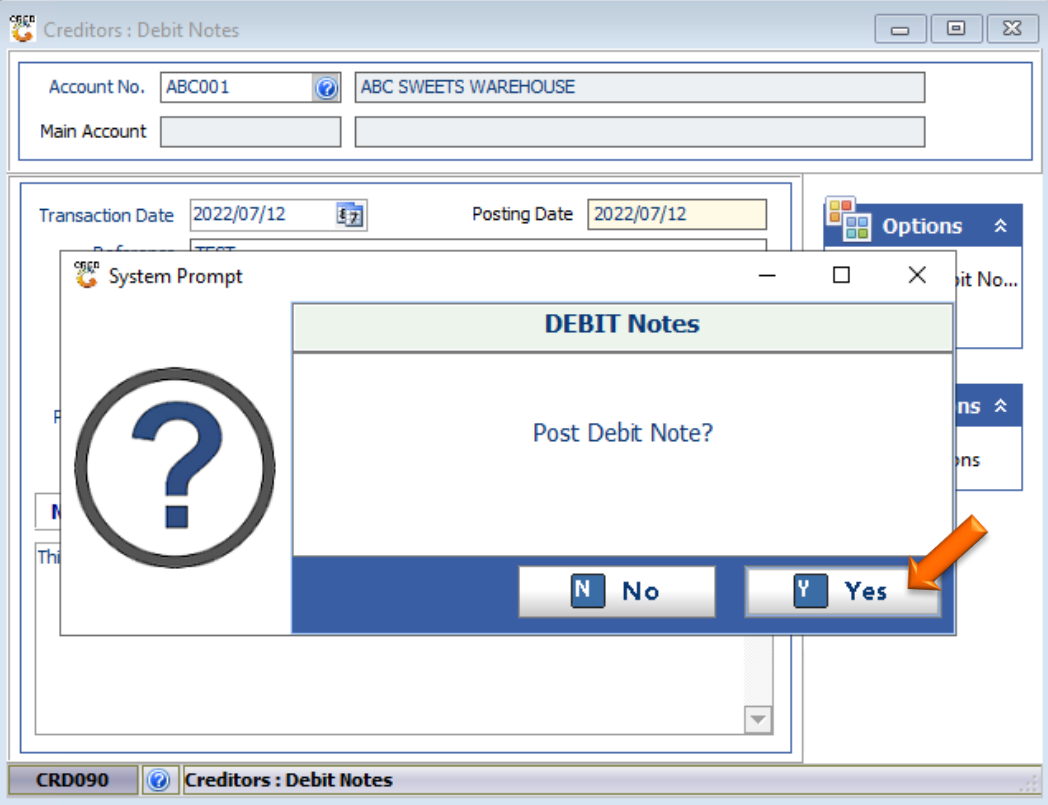 Creditors : Debit Notes
Account No. ABC001 ABC SWEETS WAREHOUSE
Main Account
Transaction Date 2022/07/12 Posting Date 2022/07/12
Options
System Prompt
DEBIT Notes
Post Debit Note?
N No Y Yes
CRD090 Creditors : Debit Notes